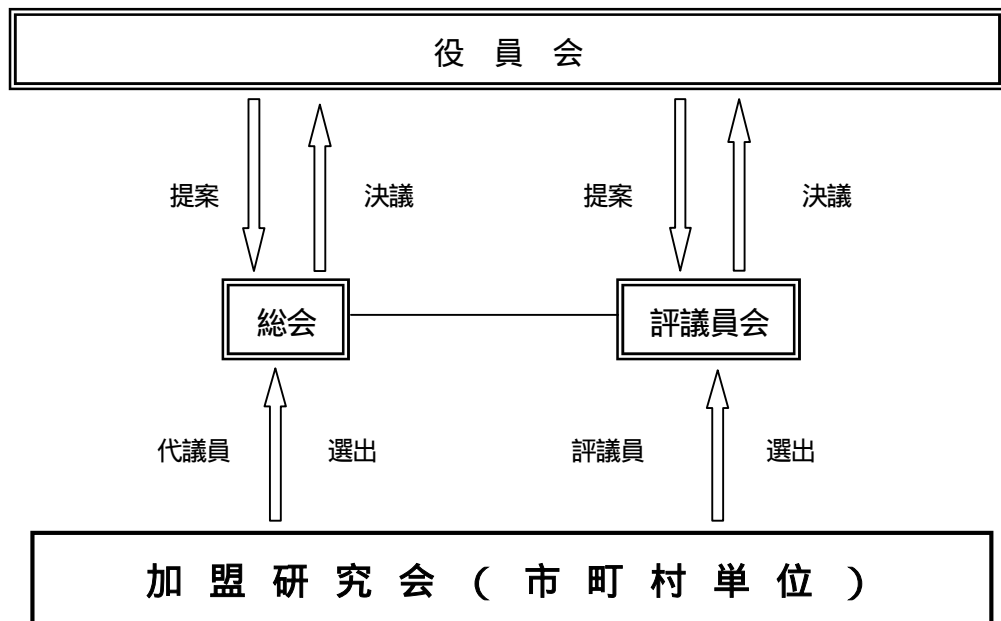 役 員 会
提案 決議 提案 決議
総会 評議員会
代議員 選出 評議員 選出
加 盟 研 究 会 ( 市 町 村 単 位 )